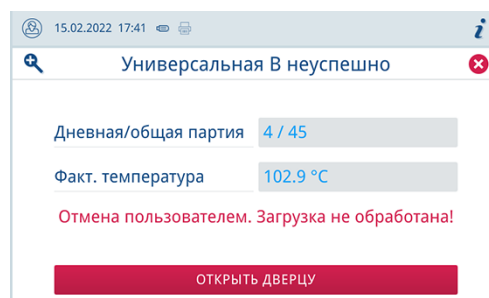 15.02.2022 17:41
Универсальная B неуспешно
Дневная/общая партия 4 / 45
Факт. температура 102.9 °C
Отмена пользователем. Загрузка не обработана!
ОТКРЫТЬ ДВЕРЦУ